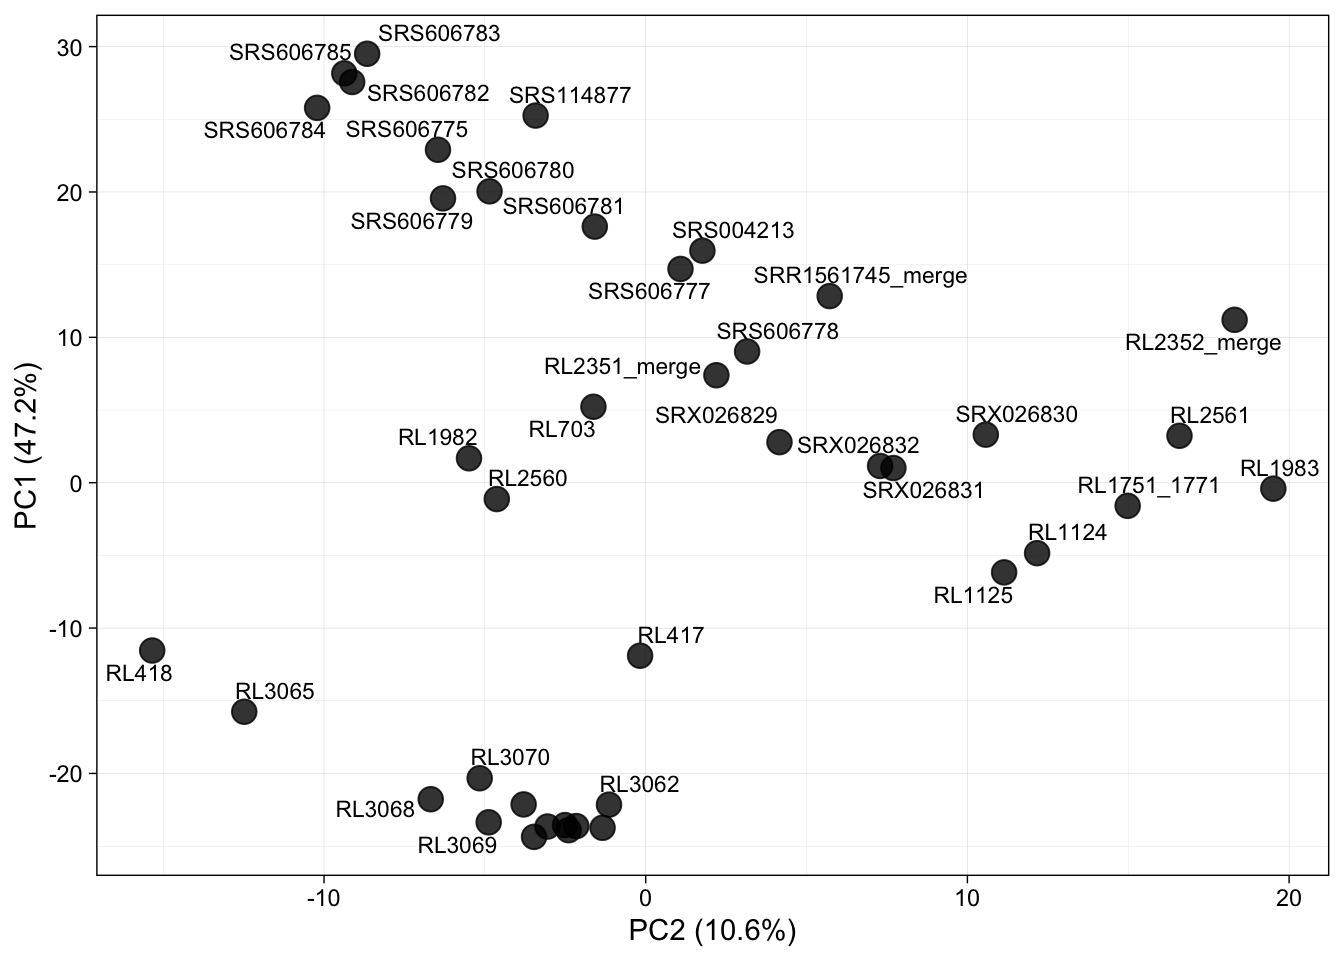 SRS606783
SRS606785
SRS606782
SRS114877
SRS606784
SRS606775
SRS606780
SRS606781
SRS606779
SRS004213
SRR1561745_merge
SRS606777
SRS606778
RL2352_merge
RL2351_merge
SRX026829
SRX026830
RL2561
RL703
RL1982
SRX026832
RL2560
RL1983
SRX026831
RL1751_1771
RL1124
RL1125
RL417
RL418
RL3065
RL3070
RL3062
RL3068
RL3069
30
20
10
0
-10
-20
PC1 (47.2%)
-10
0
10
20
PC2 (10.6%)